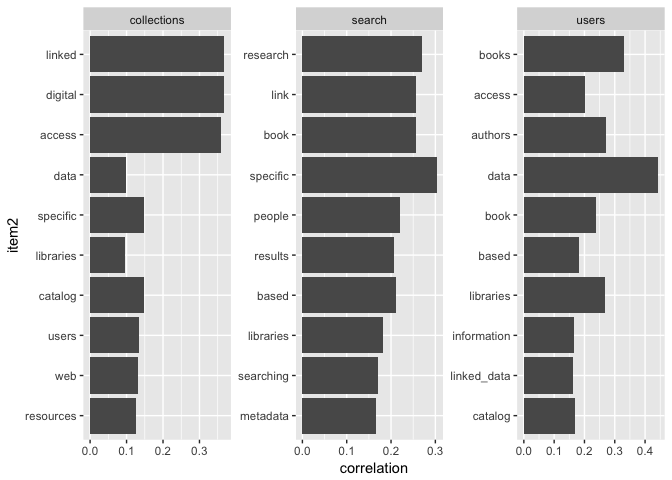 collections
search
users
item2
linked
digital
access
data
specific
libraries
catalog
users
web
resources
0.0 0.1 0.2 0.3
research
link
book
specific
people
results
based
libraries
searching
metadata
0.0 0.1 0.2 0.3
books
access
authors
data
book
based
libraries
information
linked_data
catalog
0.0 0.1 0.2 0.3 0.4
correlation